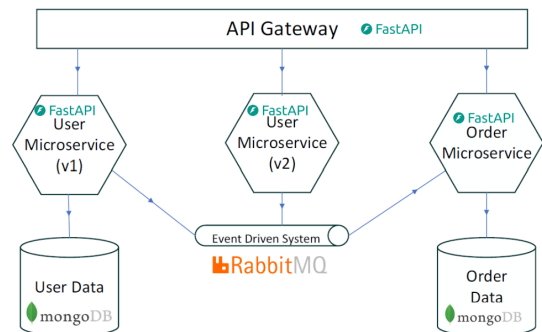 API Gateway FastAPI
FastAPI
User
Microservice
(v1)
FastAPI
User
Microservice
(v2)
FastAPI
Order
Microservice
Event Driven System
RabbitMQ
User Data
mongoDB
Order
Data
mongoDB